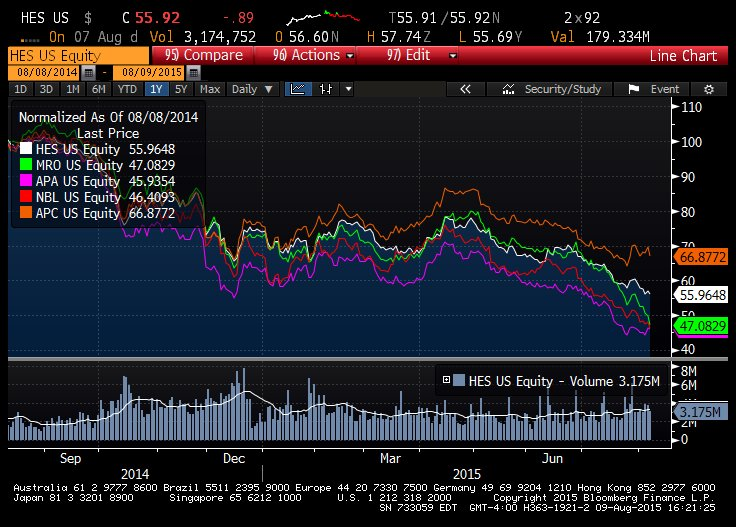 HES US $ C 55.92 -.89 T55.91/55.92N 2x92
On 07 Aug d Vol 3,174,752 O 56.60N H 57.74Z L 55.69Y Val 179.334M
HES US Equity 95) Compare 96) Actions 97) Edit Line Chart
08/08/2014 - 08/09/2015
1D 3D 1M 6M YTD 1Y 5Y Max Daily Security/Study Event
Normalized As Of 08/08/2014
Last Price
HES US Equity 55.9648
MRO US Equity 47.0829
APA US Equity 45.9354
NBL US Equity 46.4093
APC US Equity 66.8772
110
100
90
80
70
66.8772
60
55.9648
50
47.0829
40
HES US Equity - Volume 3.175M
8M
6M
3.175M
2M
0
Sep Dec Mar Jun
2014 2015
Australia 61 2 9777 8600 Brazil 5511 2395 9000 Europe 44 20 7330 7500 Germany 49 69 9204 1210 Hong Kong 852 2977 6000
Japan 81 3 3201 8900 Singapore 65 6212 1000 U.S. 1 212 318 2000 Copyright 2015 Bloomberg Finance L.P.
SN 733059 EDT GMT-4:00 H363-1921-2 09-Aug-2015 16:21:25